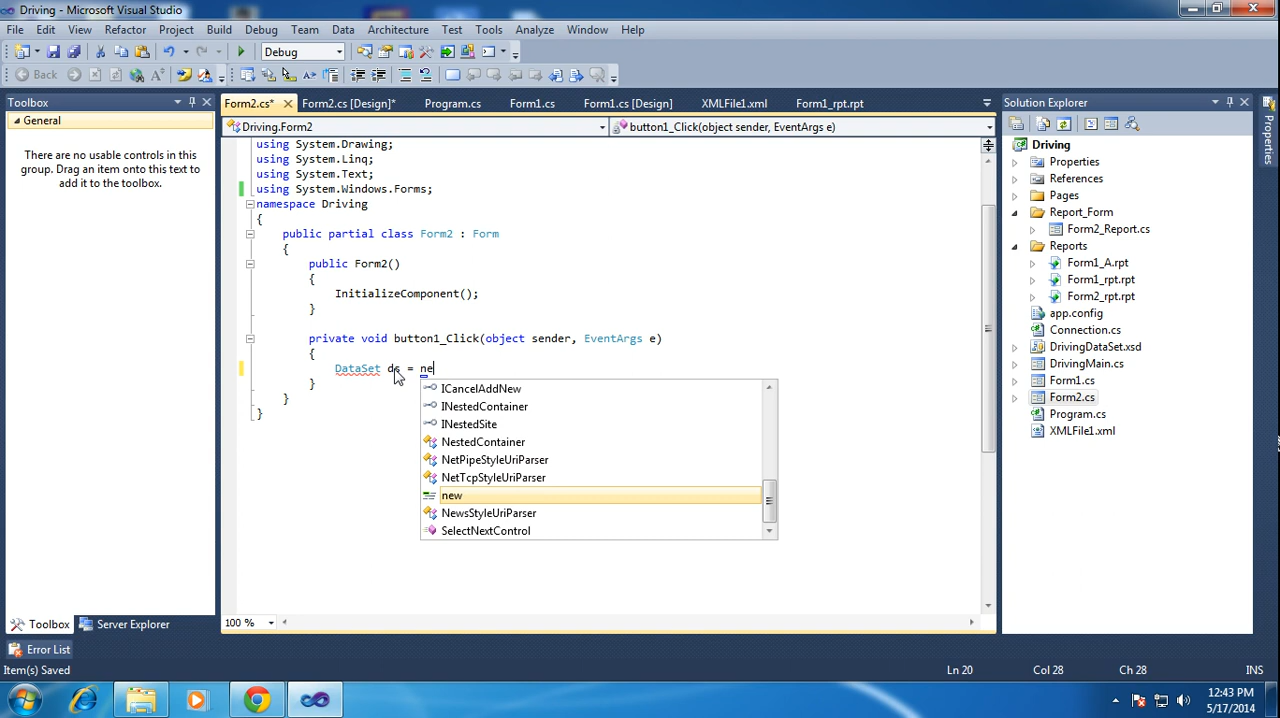 Driving - Microsoft Visual Studio
File Edit View Refactor Project Build Debug Team Data Architecture Test Tools Analyze Window Help
Debug
Back
Toolbox
General
There are no usable controls in this
group. Drag an item onto this text to
add it to the toolbox.
Toolbox Server Explorer
Form2.cs* Form2.cs [Design]* Program.cs Form1.cs Form1.cs [Design] XMLFile1.xml Form1_rpt.rpt
Driving.Form2 button1_Click(object sender, EventArgs e)
using System.Drawing;
using System.Linq;
using System.Text;
using System.Windows.Forms;
namespace Driving
{
public partial class Form2 : Form
{
public Form2()
{
InitializeComponent();
}
private void button1_Click(object sender, EventArgs e)
{
DataSet ds = ne
}
}
}
ICancelAddNew
INestedContainer
INestedSite
NestedContainer
NetPipeStyleUriParser
NetTcpStyleUriParser
new
NewsStyleUriParser
SelectNextControl
100 %
Solution Explorer
Driving
Properties
References
Pages
Report_Form
Form2_Report.cs
Reports
Form1_A.rpt
Form1_rpt.rpt
Form2_rpt.rpt
app.config
Connection.cs
DrivingDataSet.xsd
DrivingMain.cs
Form1.cs
Form2.cs
Program.cs
XMLFile1.xml
Properties
Error List
Item(s) Saved Ln 20 Col 28 Ch 28 INS
12:43 PM
5/17/2014